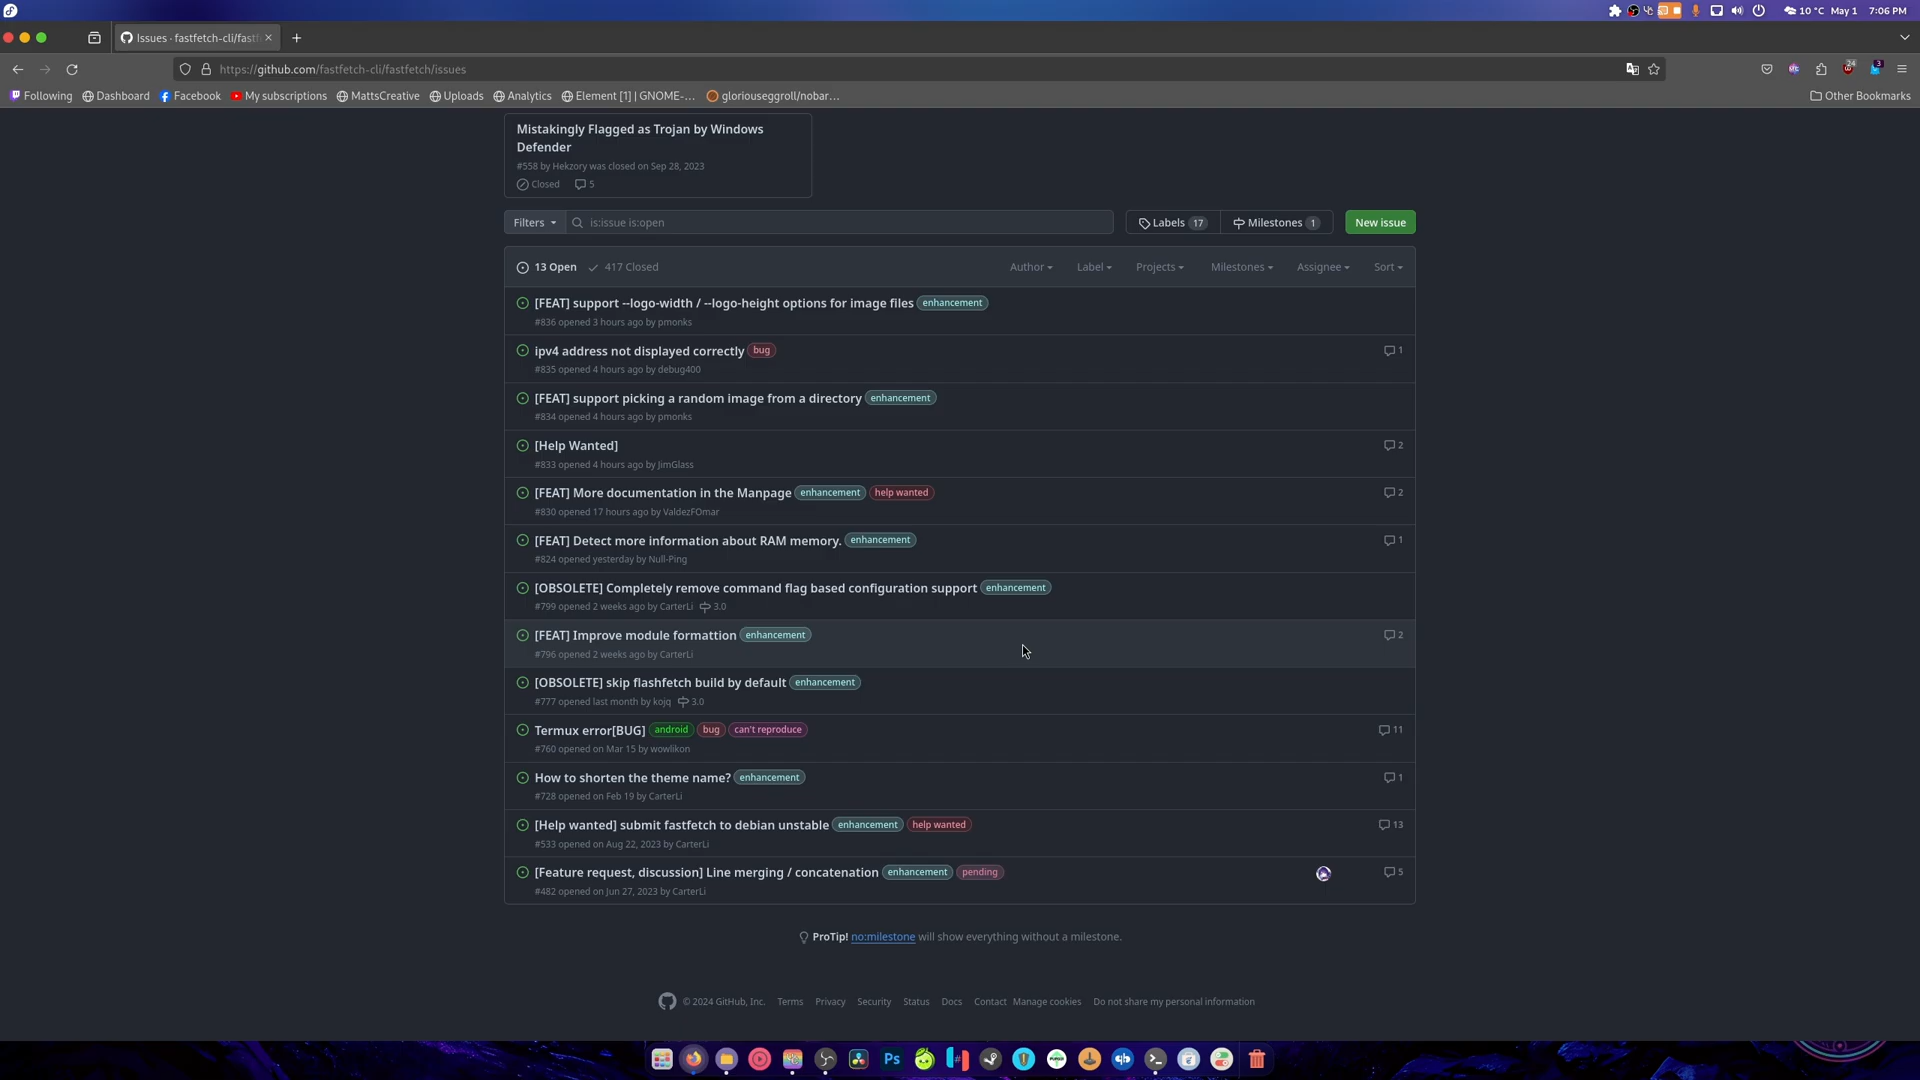 10 °C May 1 7:06 PM
Issues · fastfetch-cli/fastf
https://github.com/fastfetch-cli/fastfetch/issues
24
3
Following Dashboard Facebook My subscriptions MattsCreative Uploads Analytics Element [1] | GNOME-... gloriouseggroll/nobar... Other Bookmarks
Mistakingly Flagged as Trojan by Windows
Defender
#558 by Hekzory was closed on Sep 28, 2023
Closed 5
Filters is:issue is:open Labels 17 Milestones 1 New issue
13 Open 417 Closed Author Label Projects Milestones Assignee Sort
[FEAT] support --logo-width / --logo-height options for image files enhancement
#836 opened 3 hours ago by pmonks
ipv4 address not displayed correctly bug 1
#835 opened 4 hours ago by debug400
[FEAT] support picking a random image from a directory enhancement
#834 opened 4 hours ago by pmonks
[Help Wanted] 2
#833 opened 4 hours ago by JimGlass
[FEAT] More documentation in the Manpage enhancement help wanted 2
#830 opened 17 hours ago by ValdezFOmar
[FEAT] Detect more information about RAM memory. enhancement 1
#824 opened yesterday by Null-Ping
[OBSOLETE] Completely remove command flag based configuration support enhancement
#799 opened 2 weeks ago by CarterLi 3.0
[FEAT] Improve module formattion enhancement 2
#796 opened 2 weeks ago by CarterLi
[OBSOLETE] skip flashfetch build by default enhancement
#777 opened last month by kojq 3.0
Termux error[BUG] android bug can't reproduce 11
#760 opened on Mar 15 by wowlikon
How to shorten the theme name? enhancement 1
#728 opened on Feb 19 by CarterLi
[Help wanted] submit fastfetch to debian unstable enhancement help wanted 13
#533 opened on Aug 22, 2023 by CarterLi
[Feature request, discussion] Line merging / concatenation enhancement pending 5
#482 opened on Jun 27, 2023 by CarterLi
ProTip! no:milestone will show everything without a milestone.
© 2024 GitHub, Inc. Terms Privacy Security Status Docs Contact Manage cookies Do not share my personal information
Ps